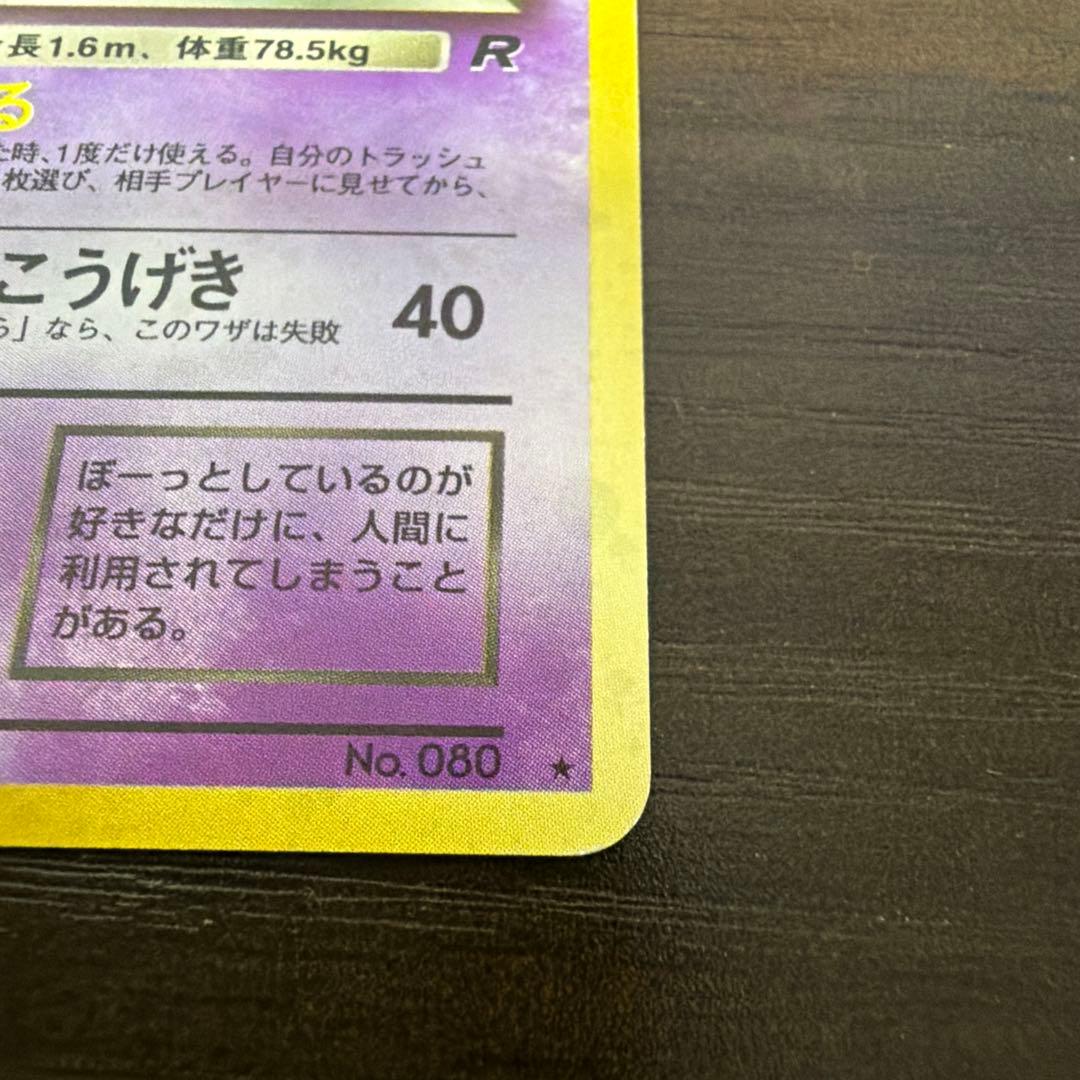 長1.6m、体重78.5kg R
る
た時、1度だけ使える。自分のトラッシュ
枚選び、相手プレイヤーに見せてから、
こうげき 40
ら」なら、このワザは失敗
ぼーっとしているのが
好きなだけに、人間に
利用されてしまうこと
がある。
No. 080 ★